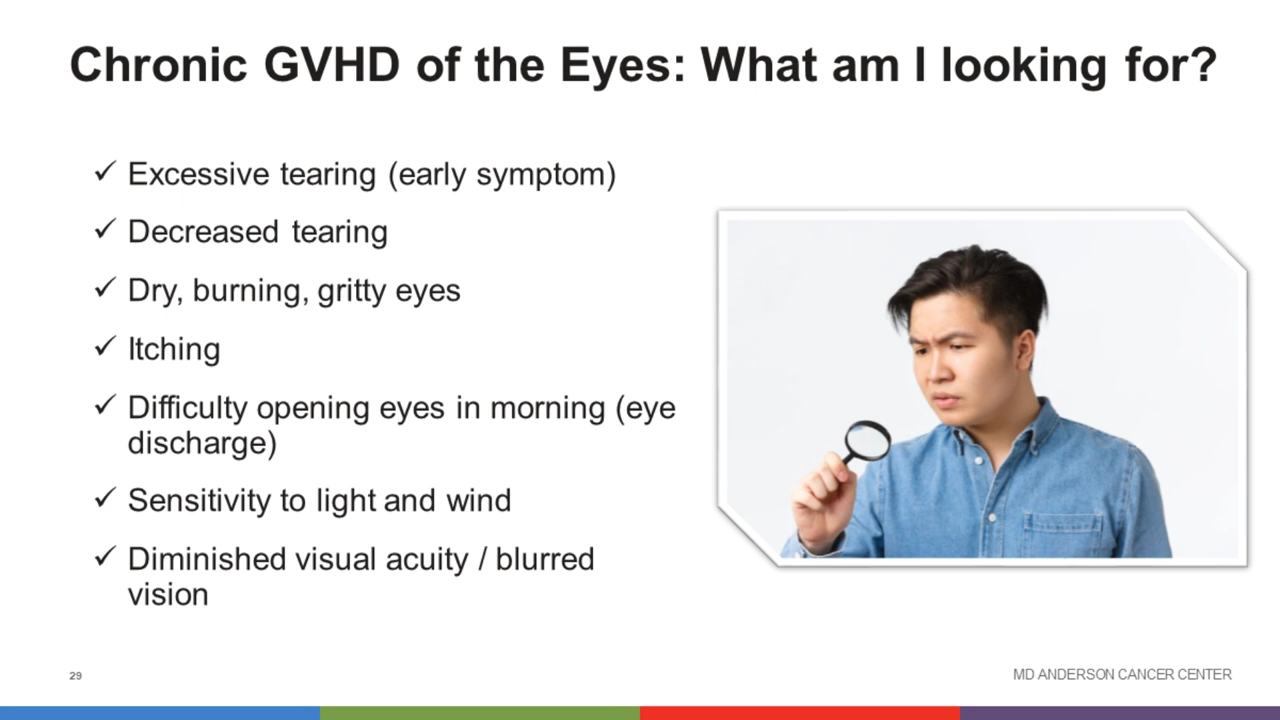 Chronic GVHD of the Eyes: What am I looking for?
✓ Excessive tearing (early symptom)
✓ Decreased tearing
✓ Dry, burning, gritty eyes
✓ Itching
✓ Difficulty opening eyes in morning (eye
discharge)
✓ Sensitivity to light and wind
✓ Diminished visual acuity / blurred
vision
29
MD ANDERSON CANCER CENTER